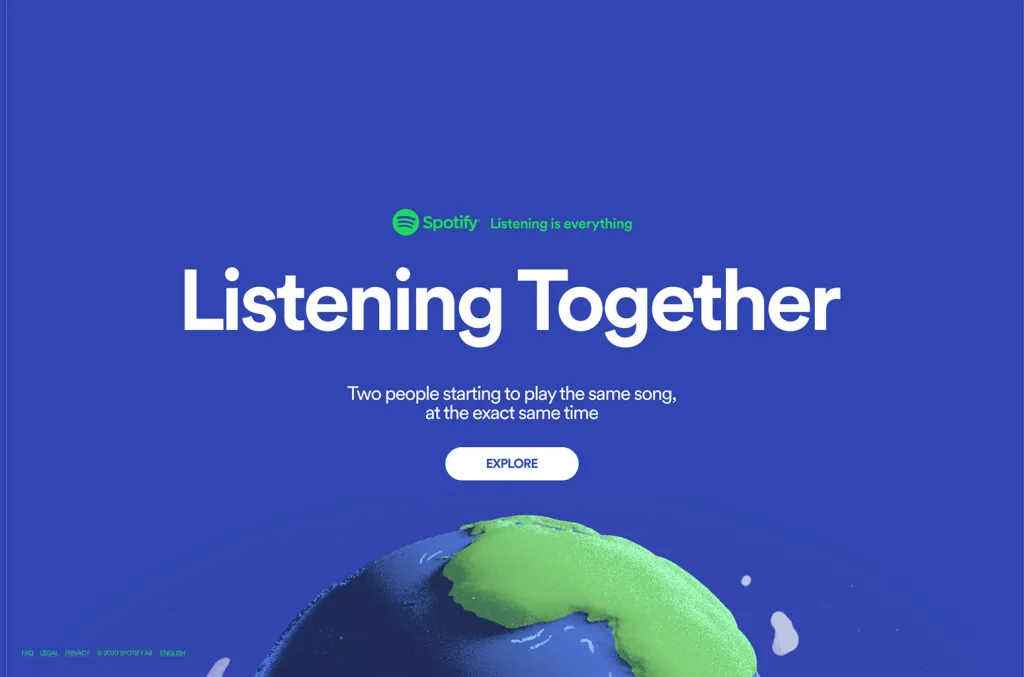 Spotify Listening is everything
Listening Together
Two people starting to play the same song,
at the exact same time
EXPLORE
FAQ LEGAL PRIVACY © 2020 SPOTIFY AB ENGLISH